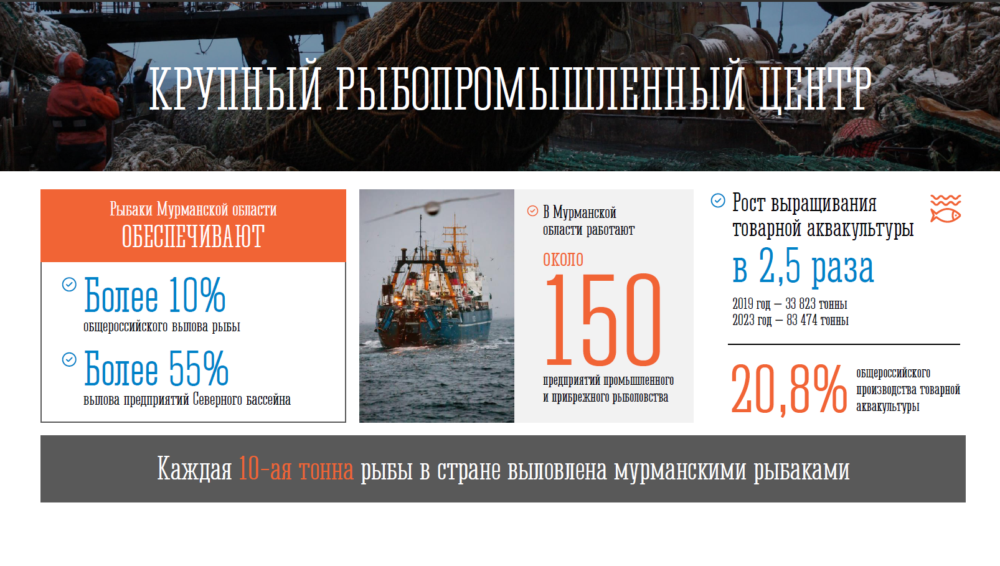 КРУПНЫЙ РЫБОПРОМЫШЛЕННЫЙ ЦЕНТР
Рыбаки Мурманской области
ОБЕСПЕЧИВАЮТ
Более 10%
общероссийского вылова рыбы
Более 55%
вылова предприятий Северного бассейна
В Мурманской
области работают
около
150
предприятий промышленного
и прибрежного рыболовства
Рост выращивания
товарной аквакультуры
в 2,5 раза
2019 год – 33 823 тонны
2023 год – 83 474 тонны
20,8%
общероссийского
производства товарной
аквакультуры
Каждая 10-ая тонна рыбы в стране выловлена мурманскими рыбаками